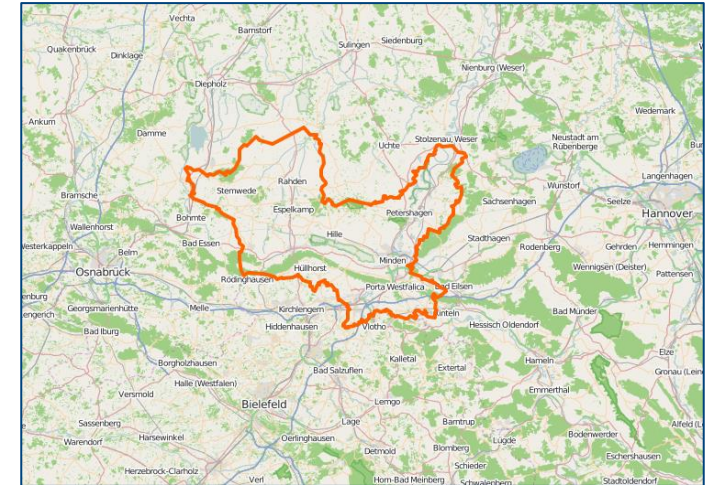 Vechta
Barnstorf
Siedenburg
Sulingen
Quakenbrück
Dinklage
Nienburg (Weser)
Diepholz
Wedemark
Ankum
Damme
Stolzenau, Weser
Neustadt am
Rübenberge
Uchte
Langenhagen
Rahden
Wunstorf
Stemwede
Bramsche
Sachsenhagen
Seelze
Espelkamp
Petershagen
Hannover
Bohmte
Wallenhorst
Hille
Stadthagen
Bad Essen
Rodenberg
Gehrden
Hemmingen
Westerkappeln
Belm
Minden
Wennigsen (Deister)
Osnabrück
Hüllhorst
Pattensen
Rödinghausen
Porta Westfalica
Bad Eilsen
Georgsmarienhütte
Melle
Kirchlengern
Bad Münder
Hiddenhausen
Vlotho
Hessisch Oldendorf
Bad Iburg
Elze
Borgholzhausen
Kalletal
Hameln
Bad Salzuflen
Extertal
Gronau (Lein
Halle (Westfalen)
Emmerthal
Versmold
Lemgo
Bielefeld
Barntrup
Sassenberg
Lage
Alfeld (L
Bodenwerder
Warendorf
Harsewinkel
Oerlinghausen
Lügde
Blomberg
Detmold
Eschershausen
Schieder
Herzebrock-Clarholz
Verl
Horn-Bad Meinberg
Schwalenberg
Stadtoldendorf